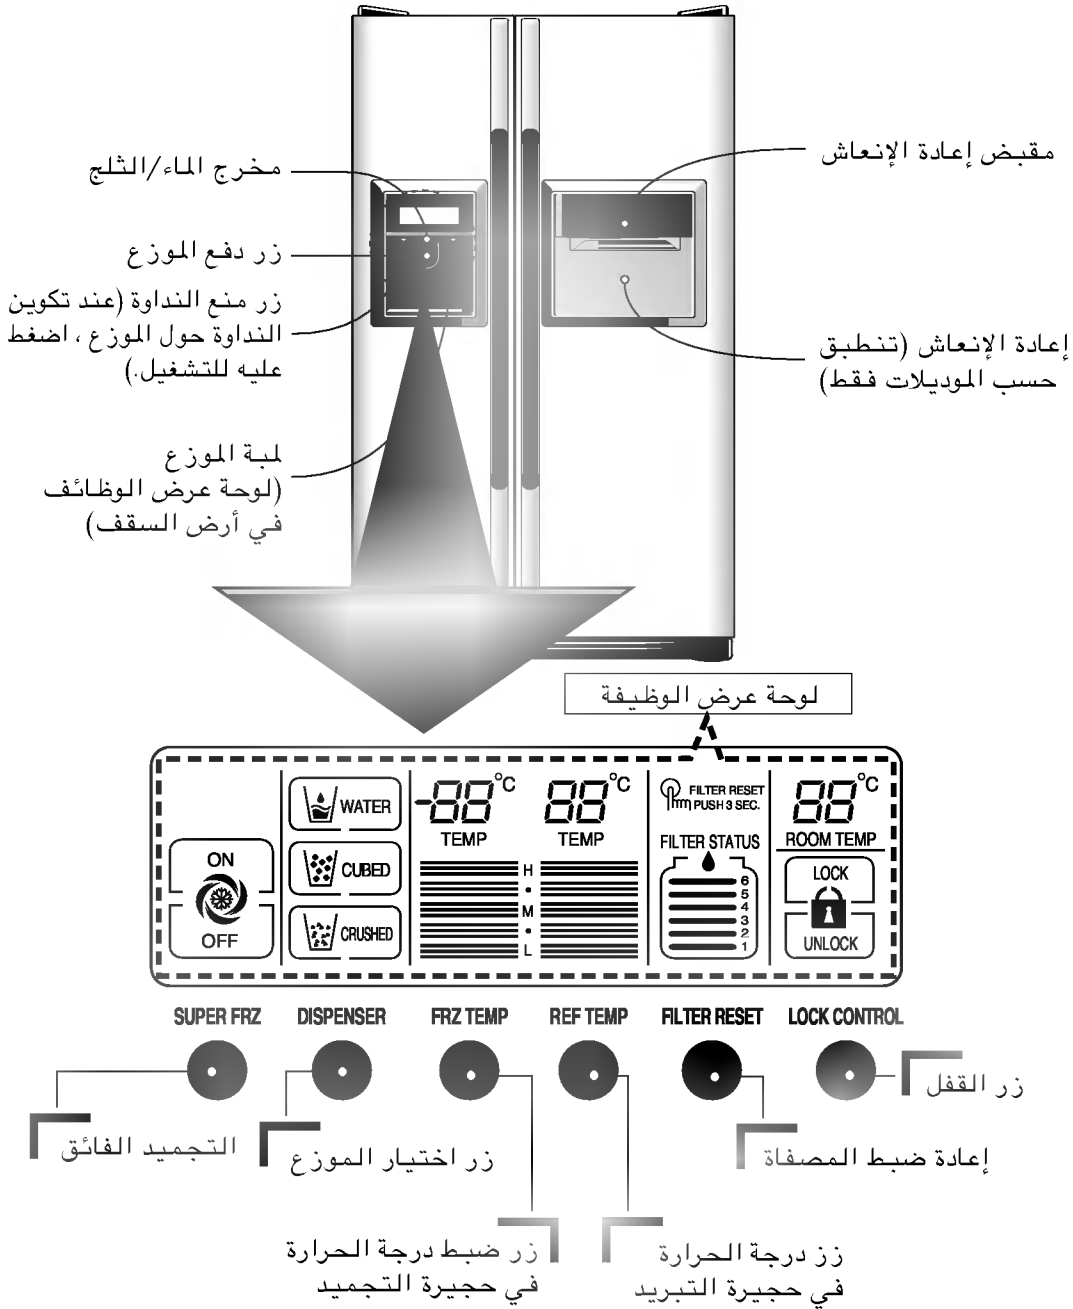 مخرج الماء/الثلج
زر دفع الموزع
زر منع النداوة (عند تكوين
النداوة حول الموزع ، اضغط
عليه للتشغيل.)
لمبة الموزع
(لوحة عرض الوظائف
في أرض السقف)
مقبض إعادة الإنعاش
إعادة الإنعاش (تنطبق
حسب الموديلات فقط)
لوحة عرض الوظيفة
ON
OFF
WATER
CUBED
CRUSHED
-88°C
TEMP
88°C
TEMP
H
M
L
FILTER RESET
PUSH 3 SEC.
FILTER STATUS
6
5
4
3
2
1
88°C
ROOM TEMP
LOCK
UNLOCK
SUPER FRZ DISPENSER FRZ TEMP REF TEMP FILTER RESET LOCK CONTROL
زر القفل
إعادة ضبط المصفاة
زر اختيار الموزع
التجميد الفائق
زز درجة الحرارة
في حجيرة التبريد
زر ضبط درجة الحرارة
في حجيرة التجميد